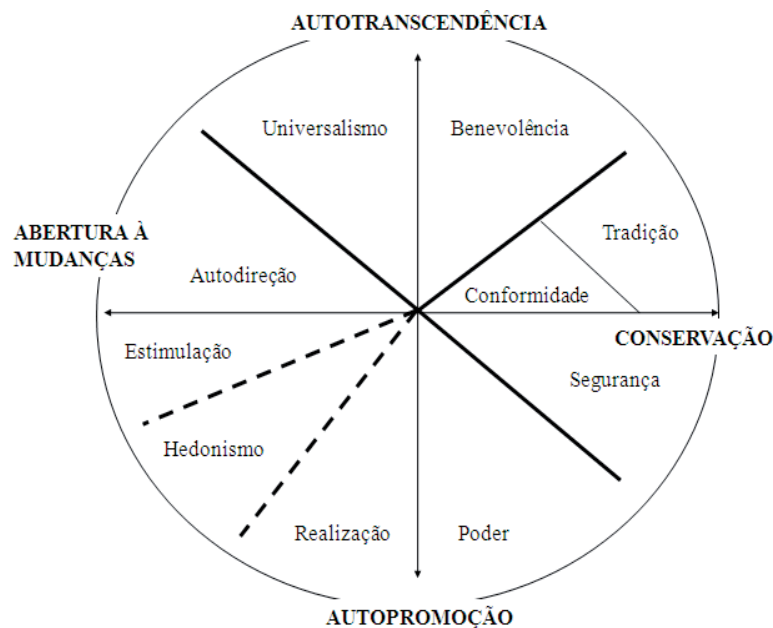 AUTOTRANSCENDÊNCIA
Universalismo
Benevolência
ABERTURA À
MUDANÇAS
Tradição
Autodireção
Conformidade
CONSERVAÇÃO
Estimulação
Segurança
Hedonismo
Realização
Poder
AUTOPROMOÇÃO